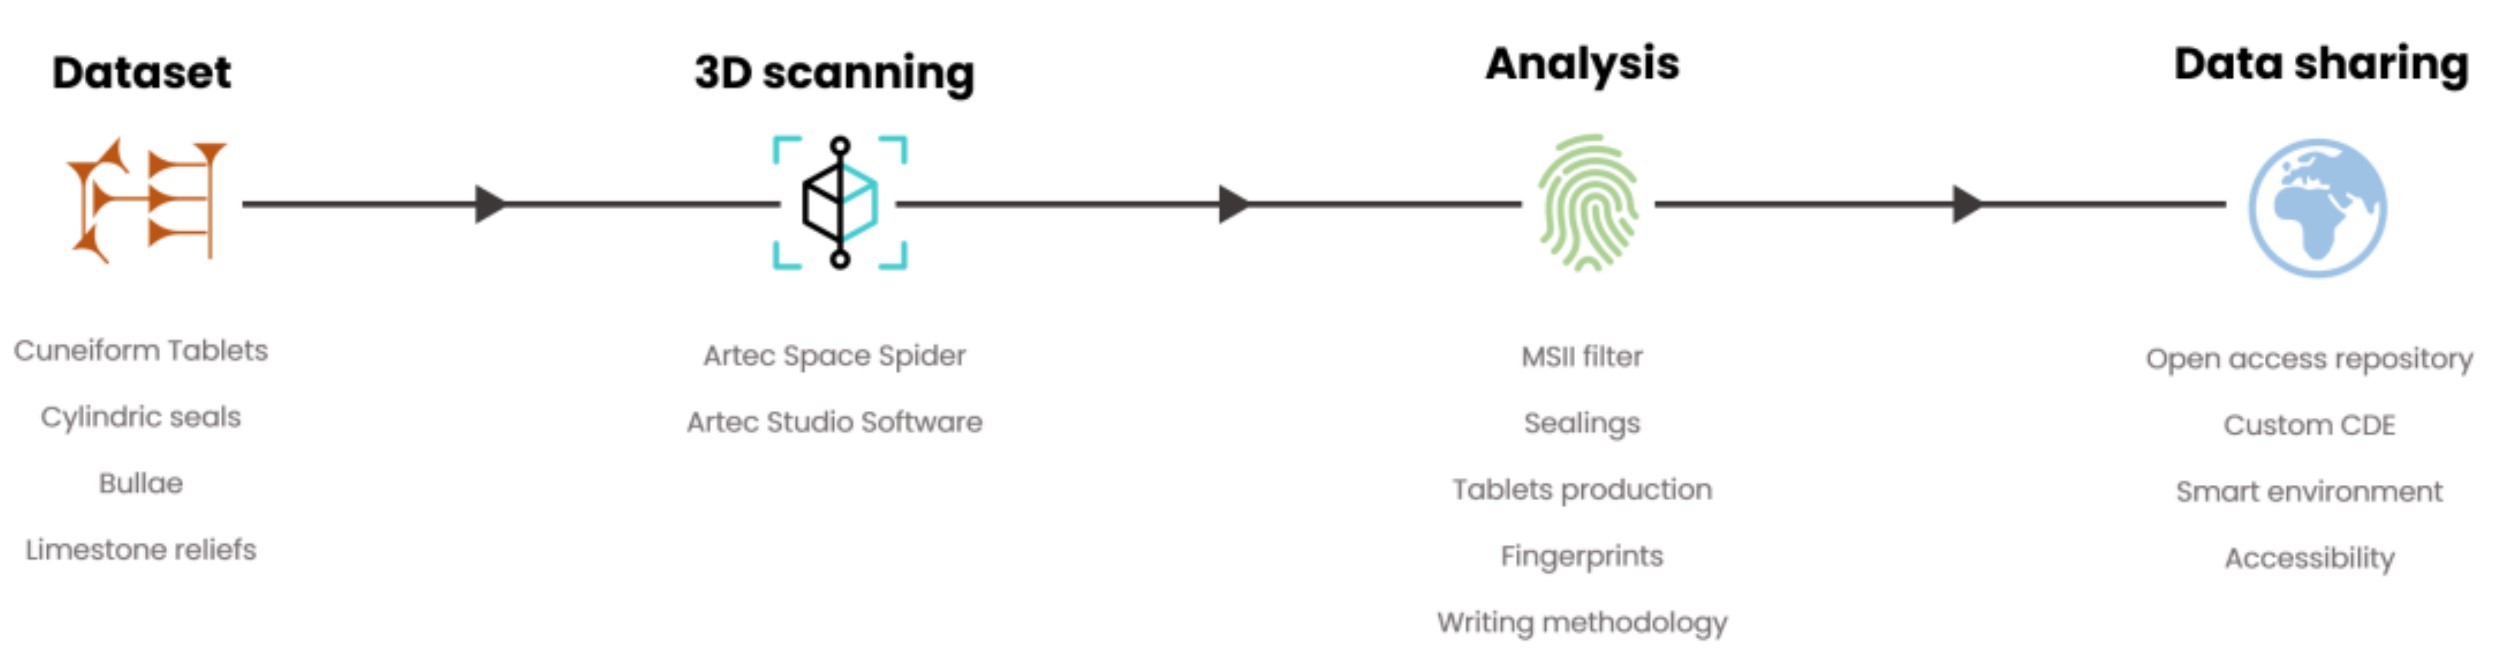 Dataset
Cuneiform Tablets
Cylindric seals
Bullae
Limestone reliefs
3D scanning
Artec Space Spider
Artec Studio Software
Analysis
MSII filter
Sealings
Tablets production
Fingerprints
Writing methodology
Data sharing
Open access repository
Custom CDE
Smart environment
Accessibility